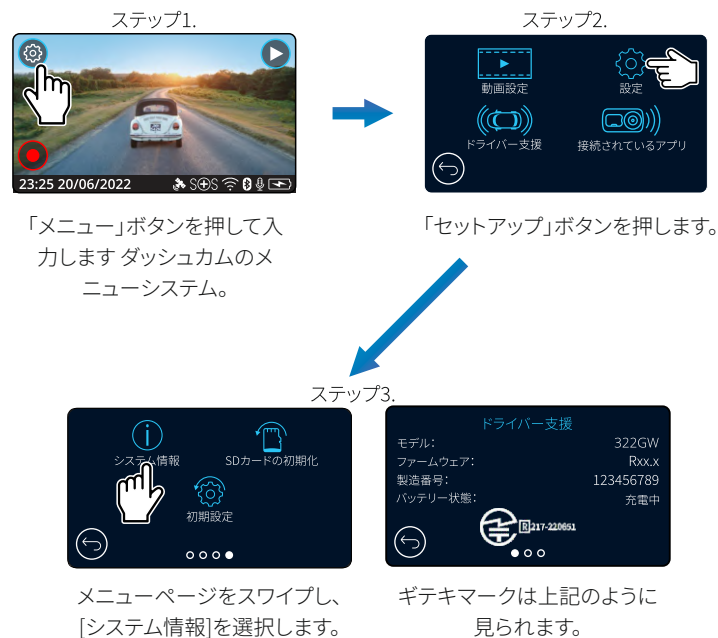 ステップ1.
23:25 20/06/2022
SOS
「メニュー」ボタンを押して入
力します ダッシュカムのメ
ニューシステム。
ステップ2.
動画設定
設定
ドライバー支援
接続されているアプリ
「セットアップ」ボタンを押します。
ステップ3.
システム情報
SDカードの初期化
初期設定
メニューページをスワイプし、
[システム情報]を選択します。
ドライバー支援
モデル: 322GW
ファームウェア: Rxx.x
製造番号: 123456789
バッテリー状態: 充電中
R 217-220651
ギテキマークは上記のように
見られます。